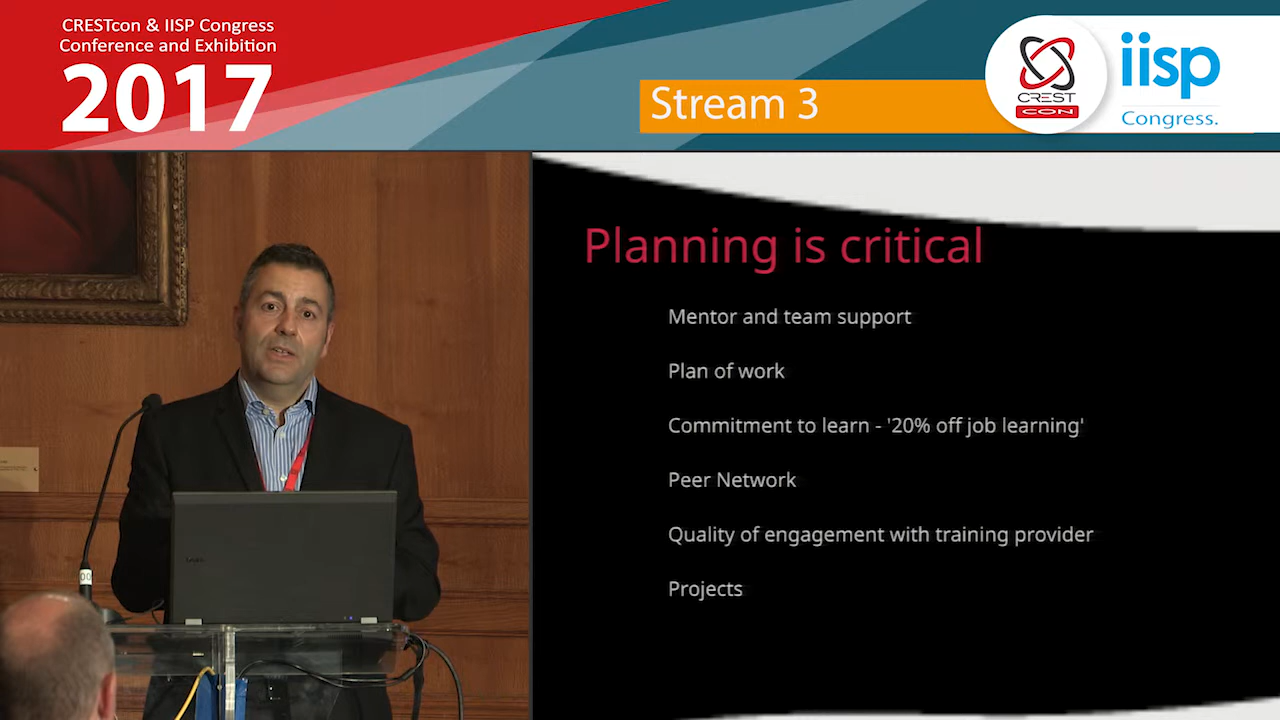 CRESTcon & IISP Congress
Conference and Exhibition
2017
Stream 3
CREST
CON
iisp
Congress.
Planning is critical
Mentor and team support
Plan of work
Commitment to learn - '20% off job learning'
Peer Network
Quality of engagement with training provider
Projects
DELL
00